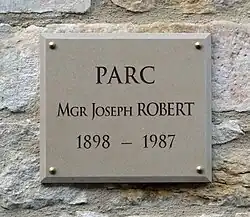 PARC
MGR JOSEPH ROBERT
1898 – 1987